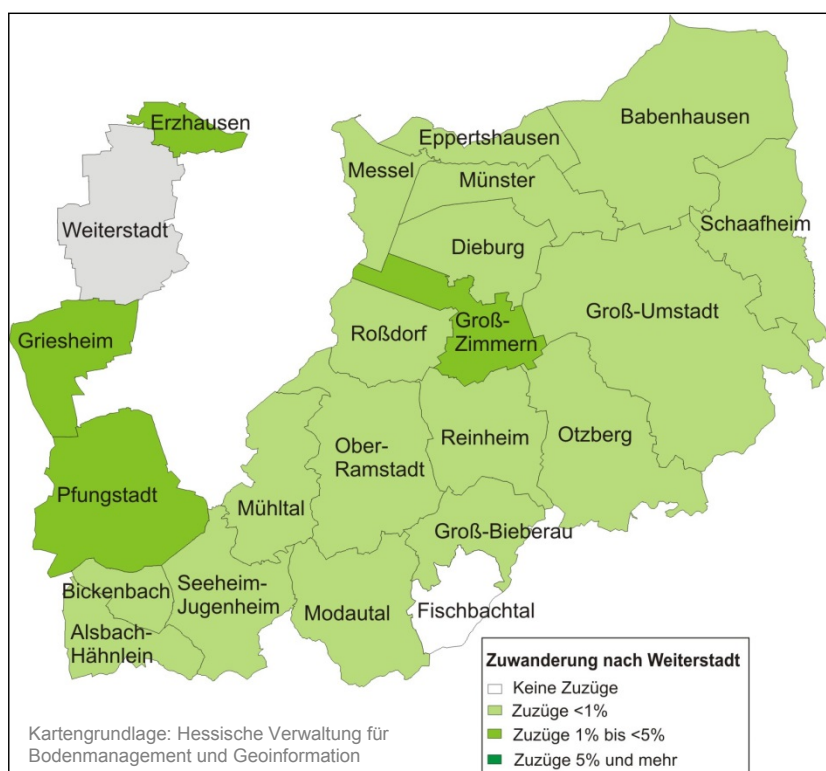 Erzhausen
Babenhausen
Eppertshausen
Messel
Münster
Schaafheim
Weiterstadt
Dieburg
Groß-Umstadt
Griesheim
Roßdorf
Groß-
Zimmern
Otzberg
Reinheim
Ober-
Ramstadt
Pfungstadt
Mühltal
Groß-Bieberau
Bickenbach
Seeheim-
Jugenheim
Modautal
Fischbachtal
Alsbach-
Hähnlein
Zuwanderung nach Weiterstadt
Keine Zuzüge
Zuzüge <1%
Zuzüge 1% bis <5%
Zuzüge 5% und mehr
Kartengrundlage: Hessische Verwaltung für
Bodenmanagement und Geoinformation